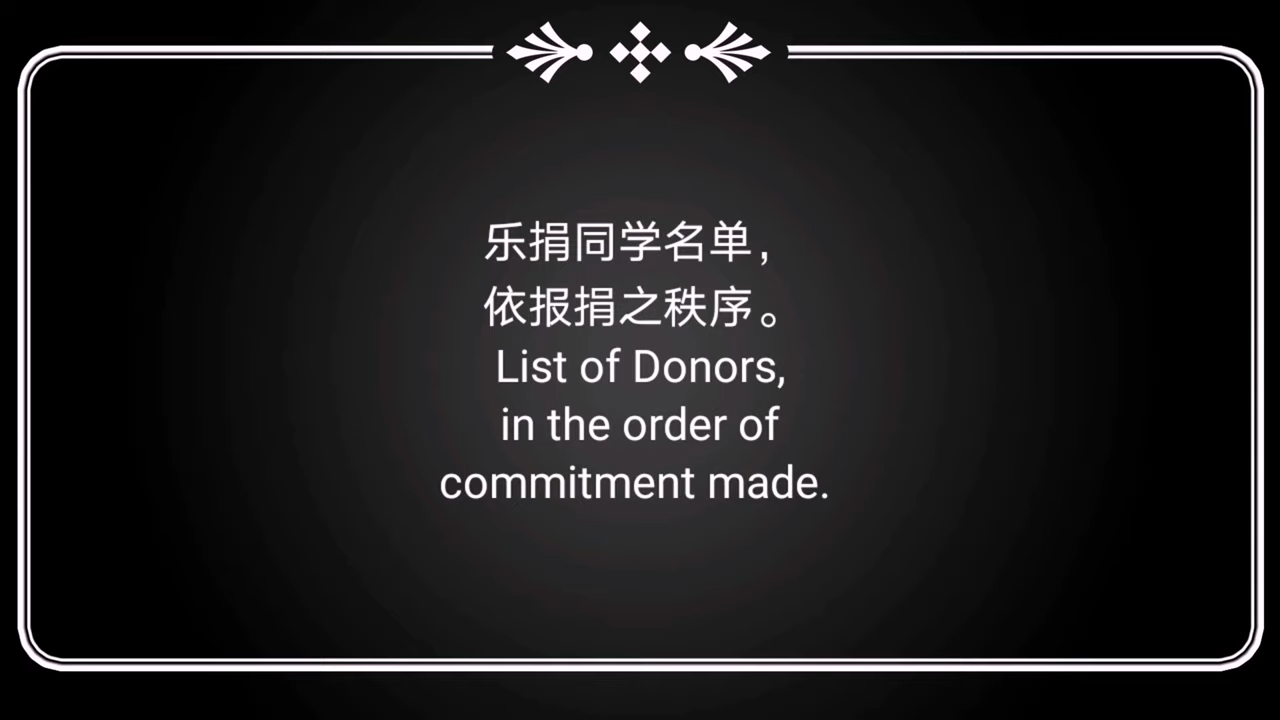 乐捐同学名单，
依报捐之秩序。
List of Donors,
in the order of
commitment made.